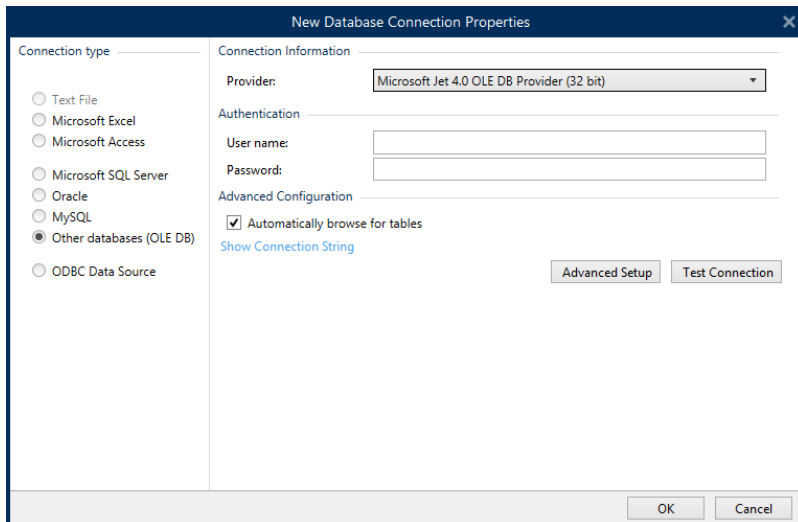 New Database Connection Properties
Connection type
Text File
Microsoft Excel
Microsoft Access
Microsoft SQL Server
Oracle
MySQL
Other databases (OLE DB)
ODBC Data Source
Connection Information
Provider: Microsoft Jet 4.0 OLE DB Provider (32 bit)
Authentication
User name:
Password:
Advanced Configuration
Automatically browse for tables
Show Connection String
Advanced Setup Test Connection
OK Cancel